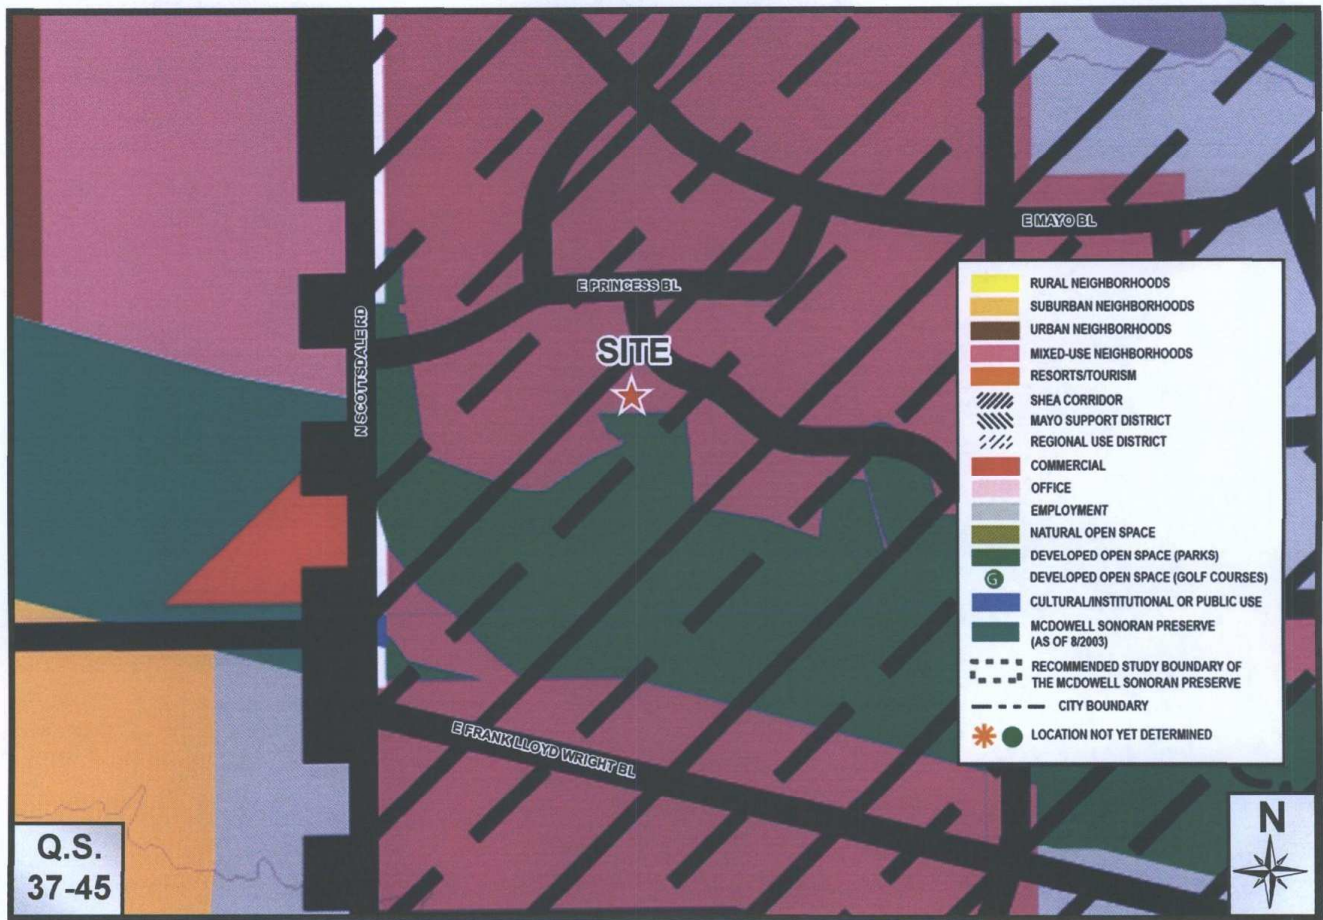 E MAYO BL
E PRINCESS BL
N SCOTTSDALE RD
SITE
E FRANK LLOYD WRIGHT BL
RURAL NEIGHBORHOODS
SUBURBAN NEIGHBORHOODS
URBAN NEIGHBORHOODS
MIXED-USE NEIGHBORHOODS
RESORTS/TOURISM
SHEA CORRIDOR
MAYO SUPPORT DISTRICT
REGIONAL USE DISTRICT
COMMERCIAL
OFFICE
EMPLOYMENT
NATURAL OPEN SPACE
DEVELOPED OPEN SPACE (PARKS)
G DEVELOPED OPEN SPACE (GOLF COURSES)
CULTURAL/INSTITUTIONAL OR PUBLIC USE
MCDOWELL SONORAN PRESERVE
(AS OF 8/2003)
RECOMMENDED STUDY BOUNDARY OF
THE MCDOWELL SONORAN PRESERVE
CITY BOUNDARY
LOCATION NOT YET DETERMINED
Q.S.
37-45
N